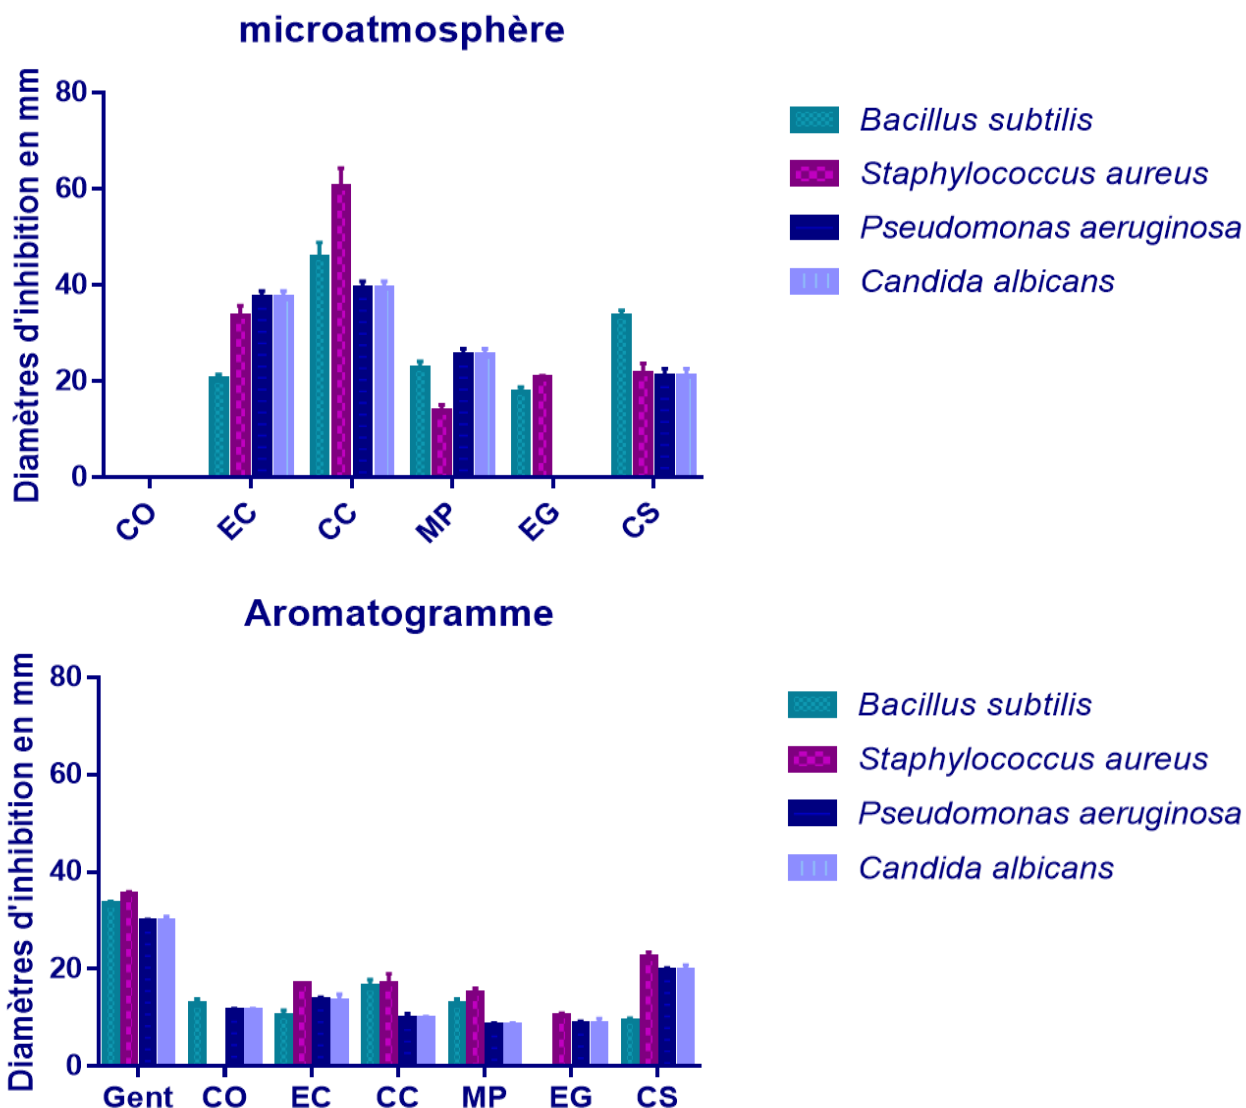 microatmosphère
Diamètres d'inhibition en mm
80
60
40
20
0
CO EC CC MP EG CS
Bacillus subtilis
Staphylococcus aureus
Pseudomonas aeruginosa
Candida albicans
Aromatogramme
Diamètres d'inhibition en mm
80
60
40
20
0
Gent CO EC CC MP EG CS
Bacillus subtilis
Staphylococcus aureus
Pseudomonas aeruginosa
Candida albicans